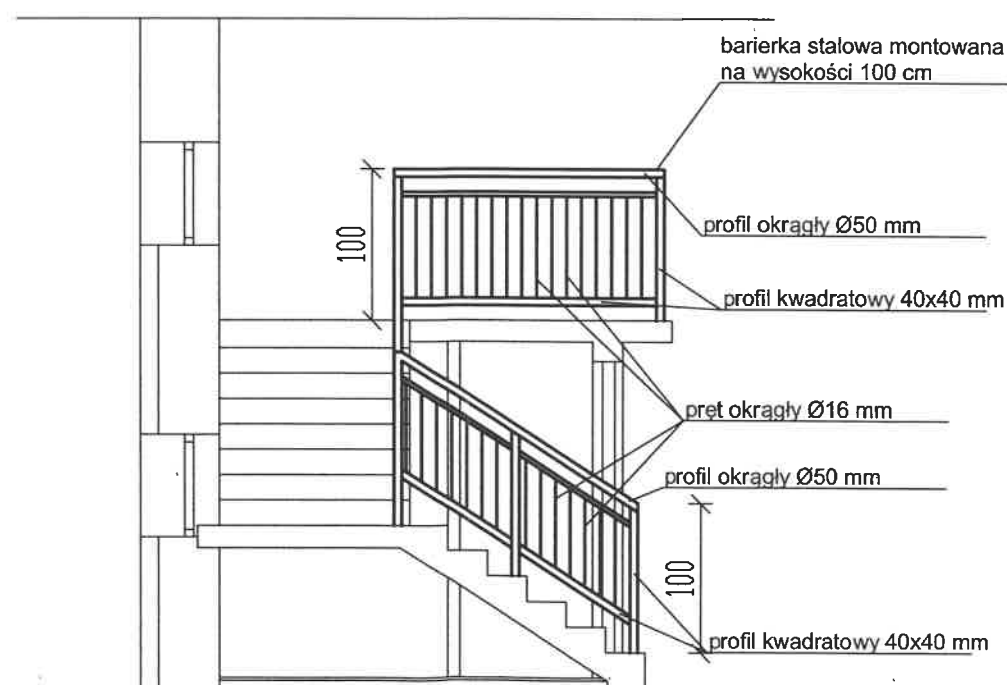 barierka stalowa montowana
na wysokości 100 cm
profil okrągły Ø50 mm
100
profil kwadratowy 40x40 mm
pręt okrągły Ø16 mm
profil okrągły Ø50 mm
100
profil kwadratowy 40x40 mm